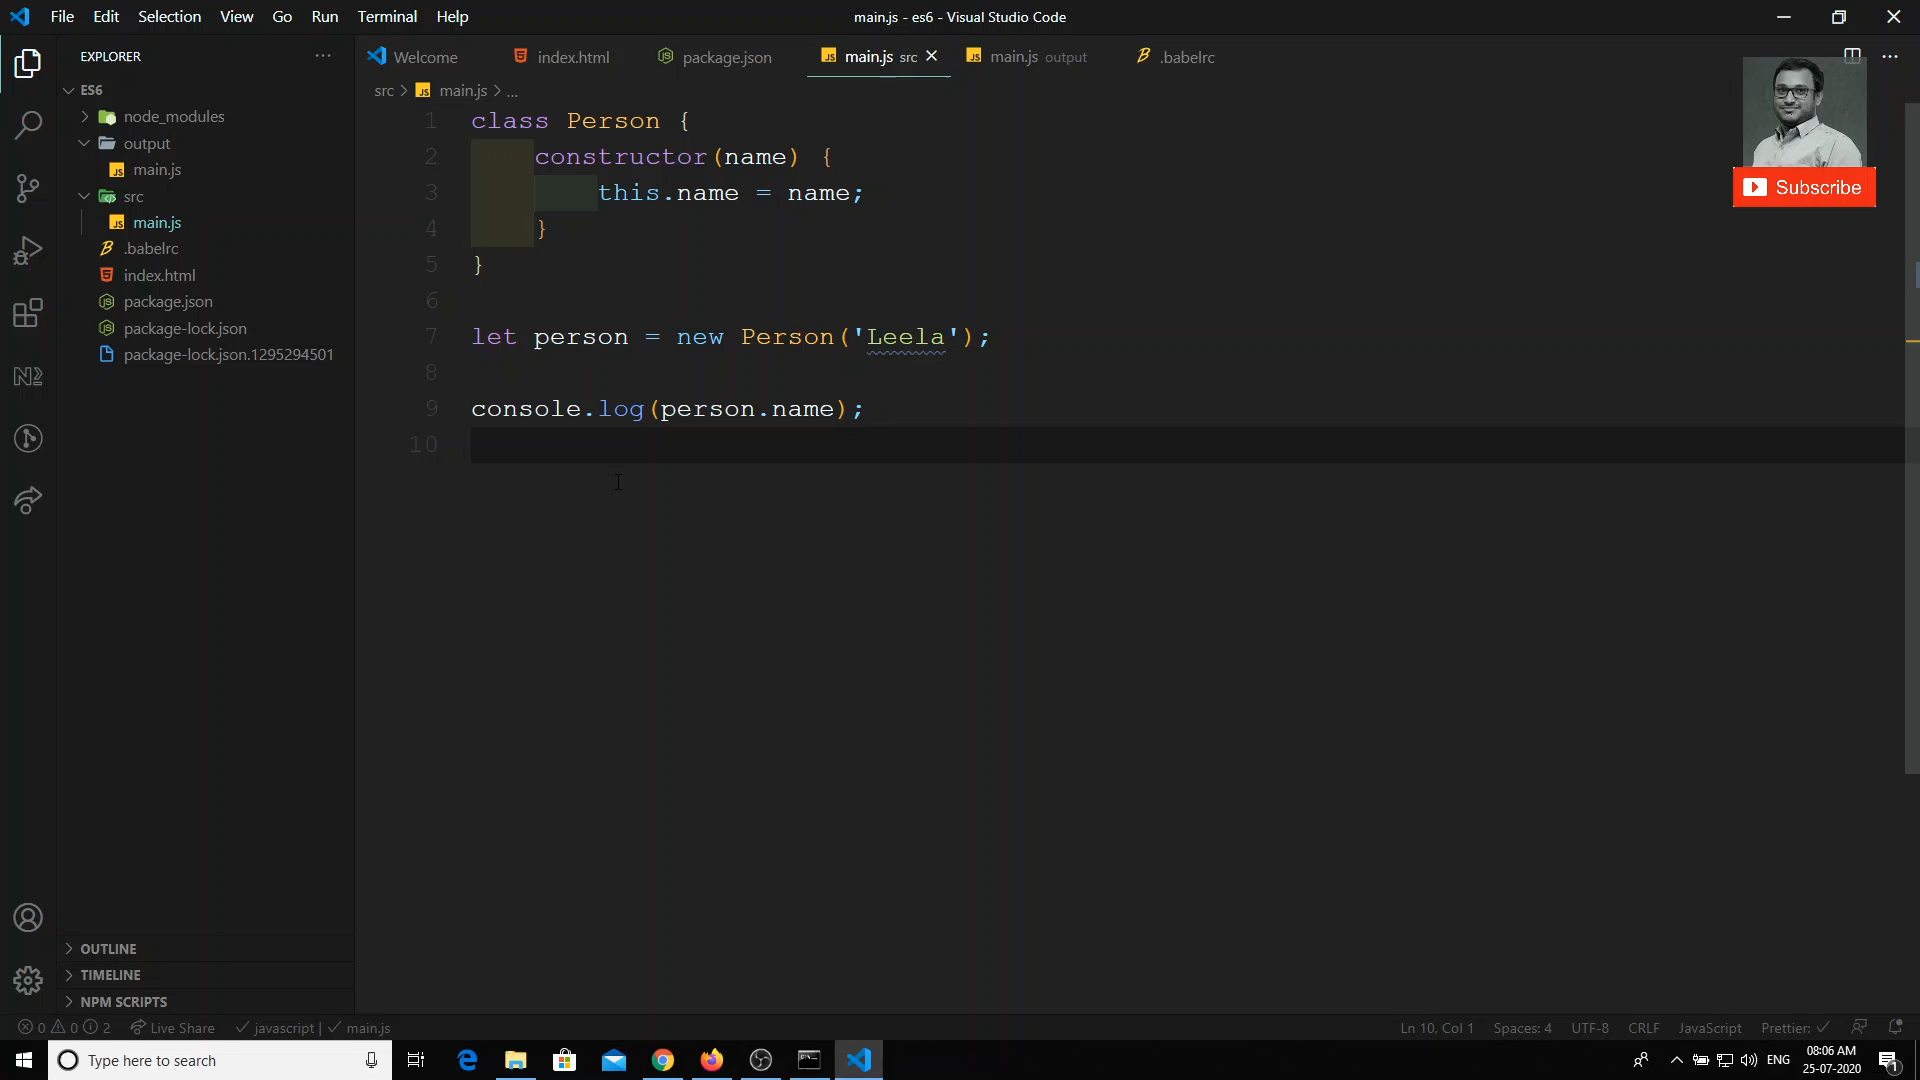 File Edit Selection View Go Run Terminal Help
main.js - es6 - Visual Studio Code
EXPLORER
Welcome
index.html
package.json
main.js src
main.js output
.babelrc
src > main.js > ...
ES6
node_modules
output
main.js
src
main.js
.babelrc
index.html
package.json
package-lock.json
package-lock.json.1295294501
1 class Person {
2 constructor(name) {
3 this.name = name;
4 }
5 }
6
7 let person = new Person('Leela');
8
9 console.log(person.name);
10
Subscribe
OUTLINE
TIMELINE
NPM SCRIPTS
0 0 2 Live Share javascript | main.js
Ln 10, Col 1 Spaces: 4 UTF-8 CRLF JavaScript Prettier:
Type here to search
ENG
08:06 AM
25-07-2020
1